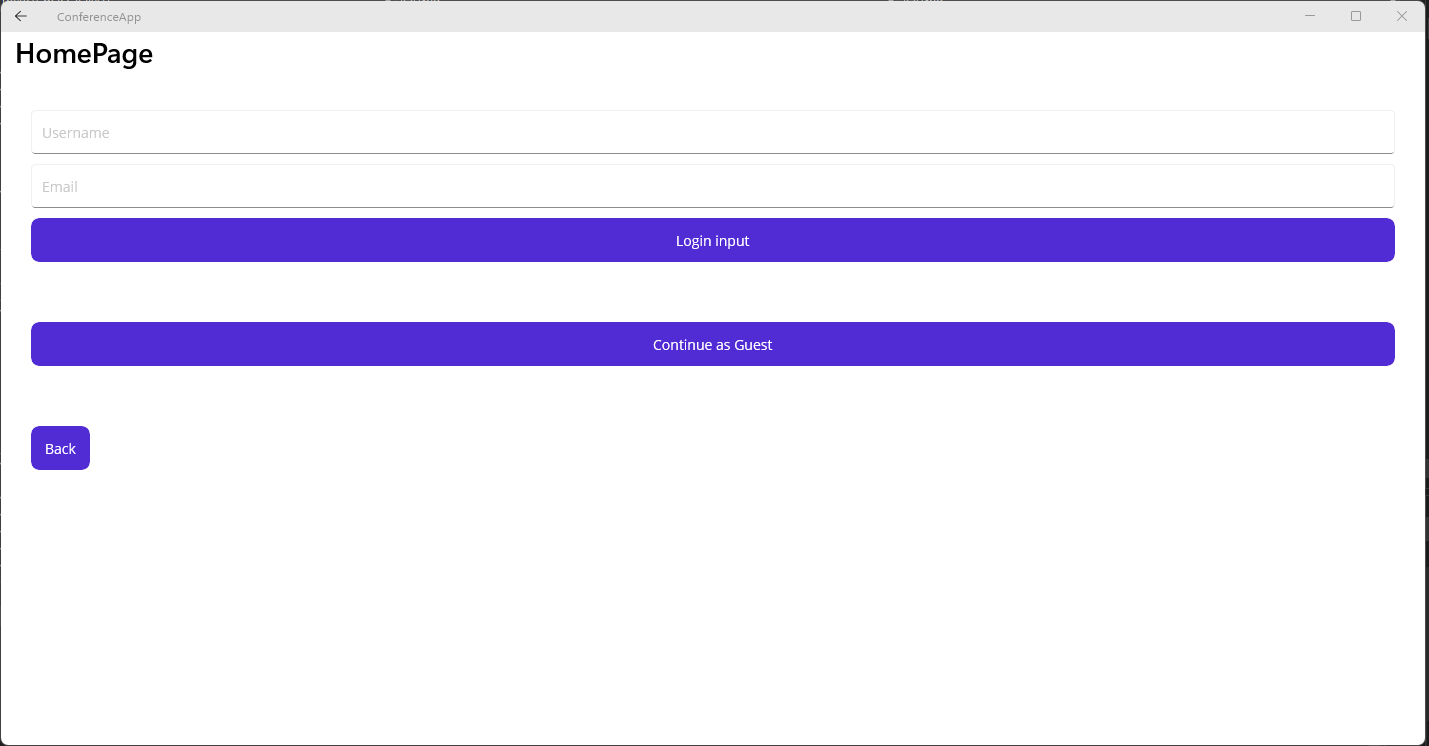 ConferenceApp
HomePage
Username
Email
Login input
Continue as Guest
Back